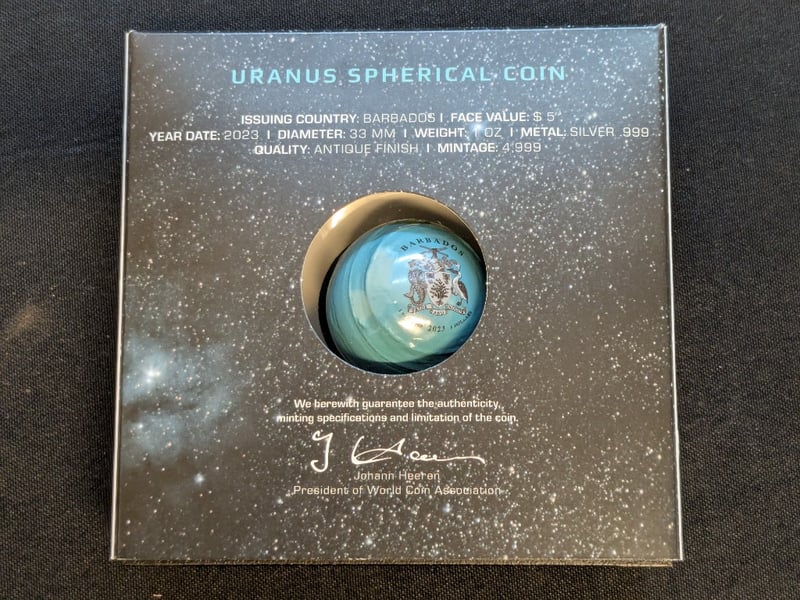 URANUS SPHERICAL COIN
ISSUING COUNTRY: BARBADOS I FACE VALUE: $ 5
YEAR DATE: 2023 I DIAMETER: 33 MM I WEIGHT: 1 OZ I METAL: SILVER .999
QUALITY: ANTIQUE FINISH I MINTAGE: 4,999
BARBADOS
2023
We herewith guarantee the authenticity,
minting specifications and limitation of the coin.
Johann Heeren
President of World Coin Association